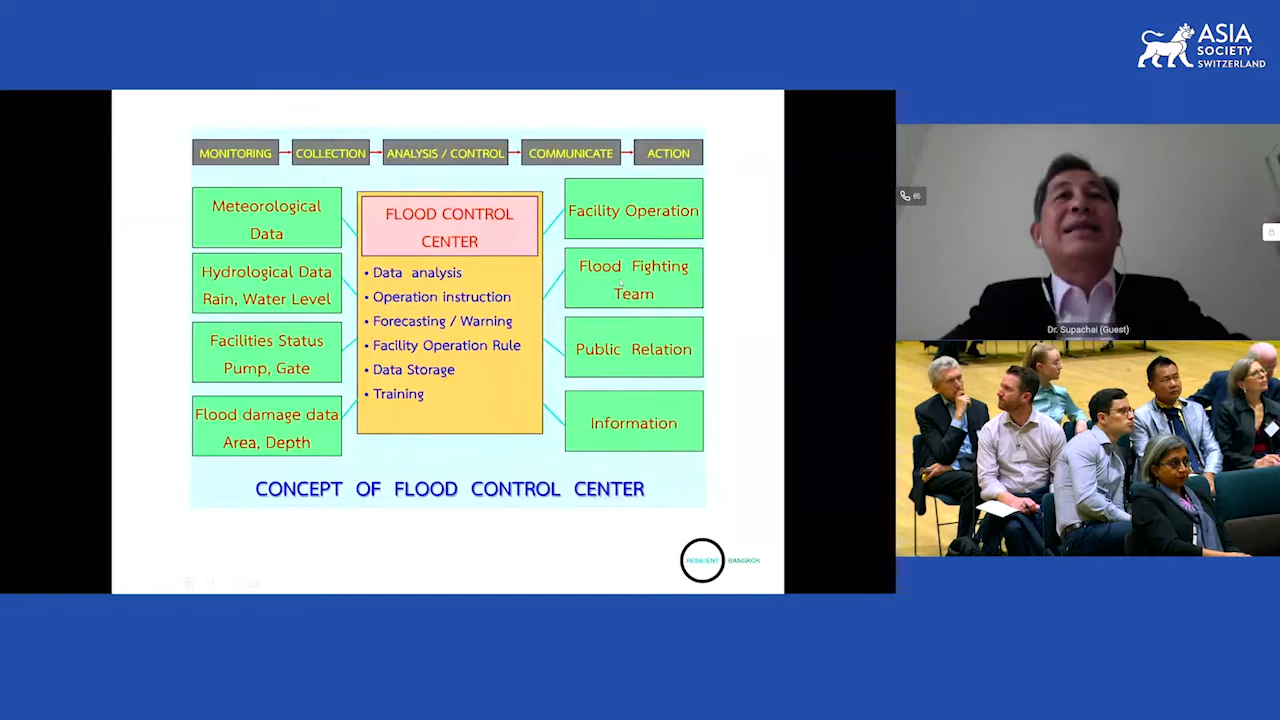 ASIA
SOCIETY
SWITZERLAND
MONITORING
COLLECTION
ANALYSIS / CONTROL
COMMUNICATE
ACTION
Meteorological
Data
Hydrological Data
Rain, Water Level
Facilities Status
Pump, Gate
Flood damage data
Area, Depth
FLOOD CONTROL
CENTER
• Data analysis
• Operation instruction
• Forecasting / Warning
• Facility Operation Rule
• Data Storage
• Training
Facility Operation
Flood Fighting
Team
Public Relation
Information
CONCEPT OF FLOOD CONTROL CENTER
RESILIENT BANGKOK
65
Dr. Supachai (Guest)